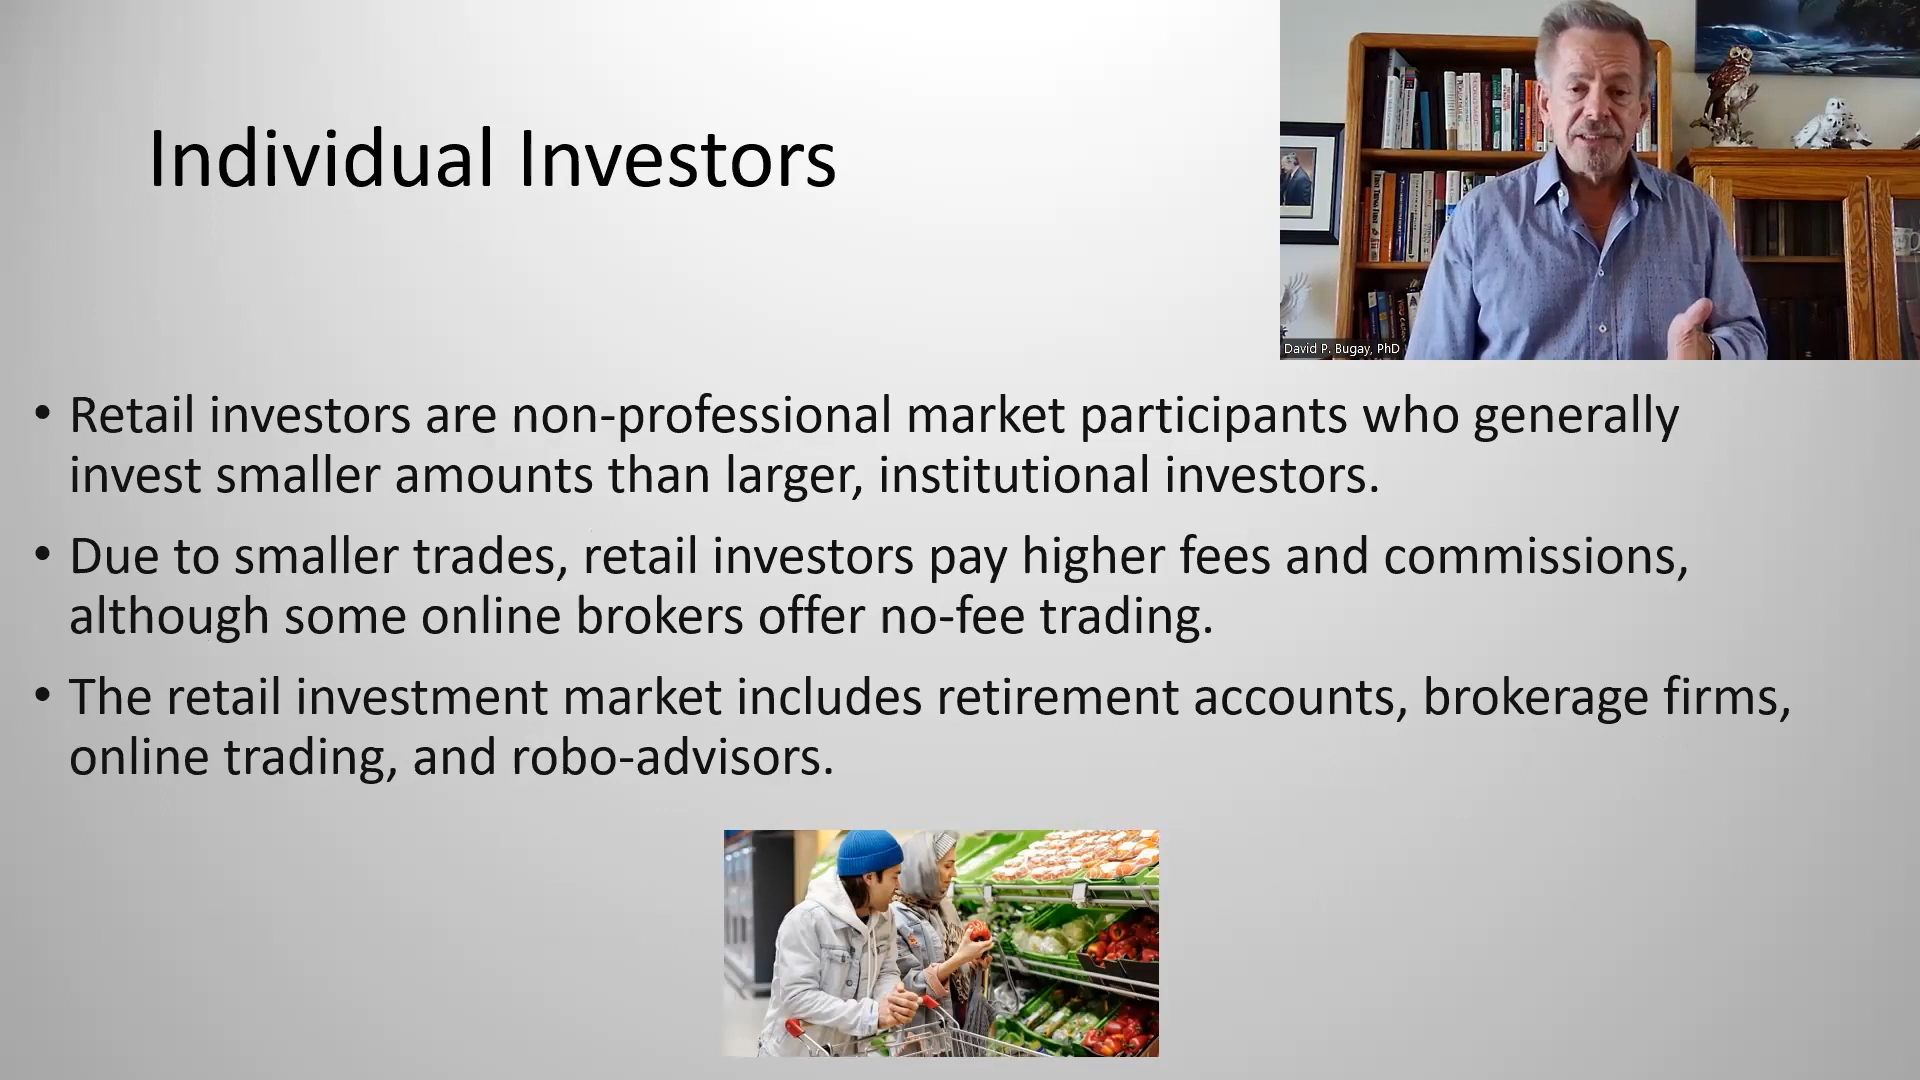 Individual Investors
David P. Bugay, PhD
• Retail investors are non-professional market participants who generally
invest smaller amounts than larger, institutional investors.
• Due to smaller trades, retail investors pay higher fees and commissions,
although some online brokers offer no-fee trading.
• The retail investment market includes retirement accounts, brokerage firms,
online trading, and robo-advisors.